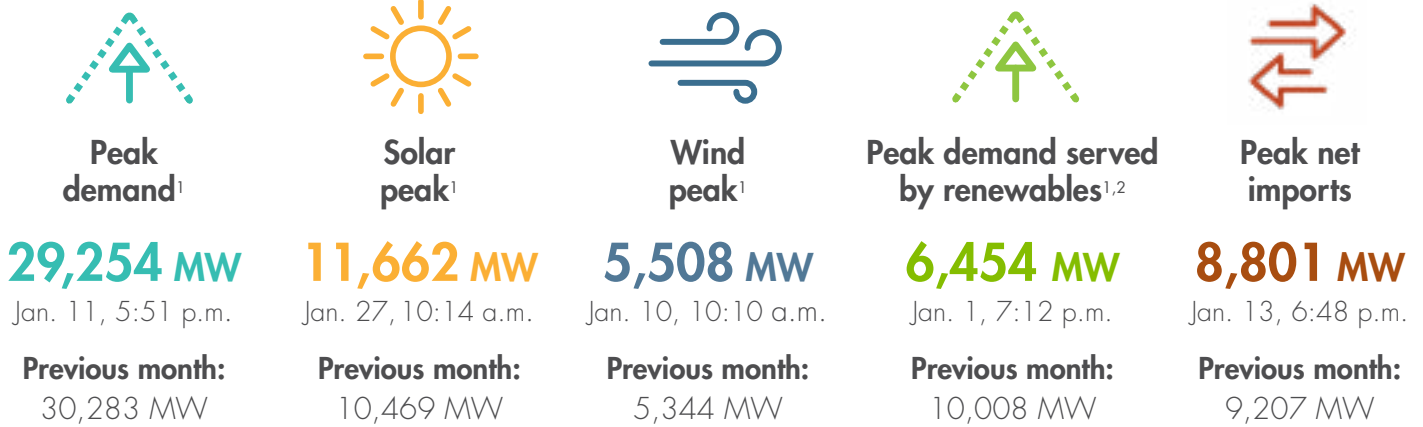 Peak
demand1
29,254 MW
Jan. 11, 5:51 p.m.
Previous month:
30,283 MW
Solar
peak1
11,662 MW
Jan. 27, 10:14 a.m.
Previous month:
10,469 MW
Wind
peak1
5,508 MW
Jan. 10, 10:10 a.m.
Previous month:
5,344 MW
Peak demand served
by renewables1,2
6,454 MW
Jan. 1, 7:12 p.m.
Previous month:
10,008 MW
Peak net
imports
8,801 MW
Jan. 13, 6:48 p.m.
Previous month:
9,207 MW